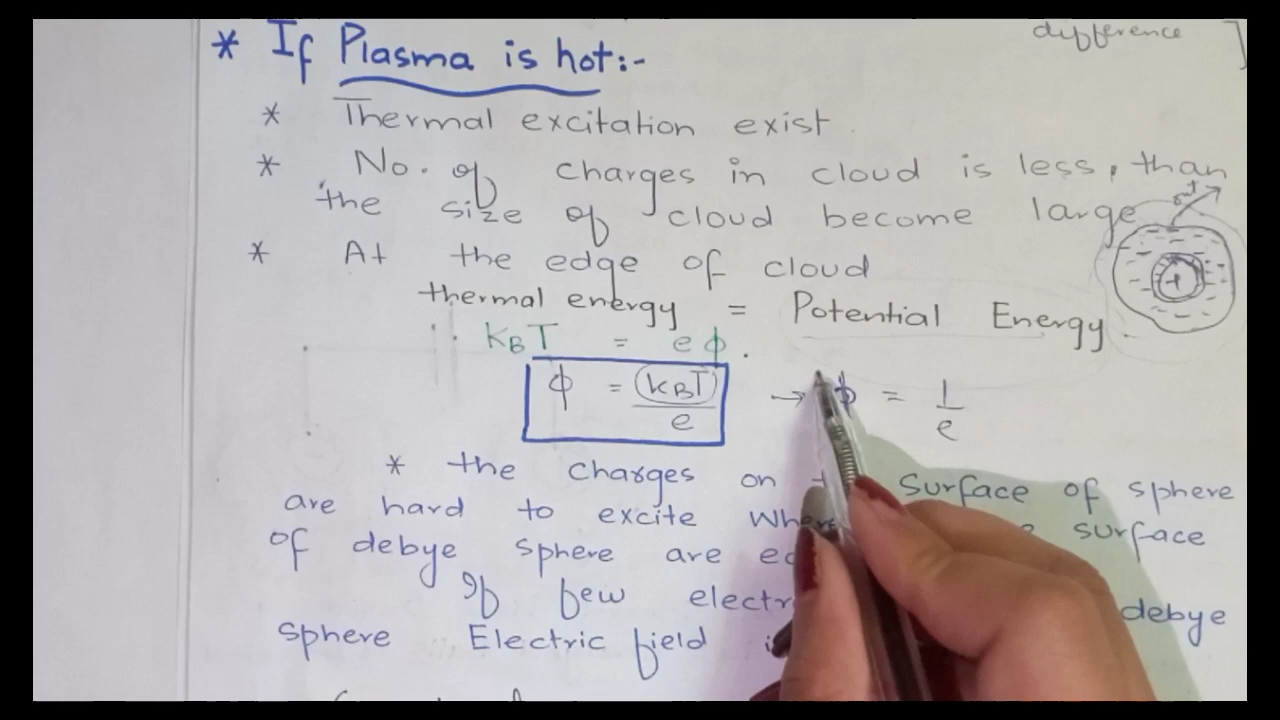 difference ]
* If Plasma is hot:-
* Thermal excitation exist
* No. of charges in cloud is less, than
the size of cloud become large
* At the edge of cloud
thermal energy = Potential Energy
KBT = eϕ.
ϕ = KBT/e → ϕ = 1/e
* the charges on surface of sphere
are hard to excite surface
of debye sphere are
If few debye
sphere Electric field